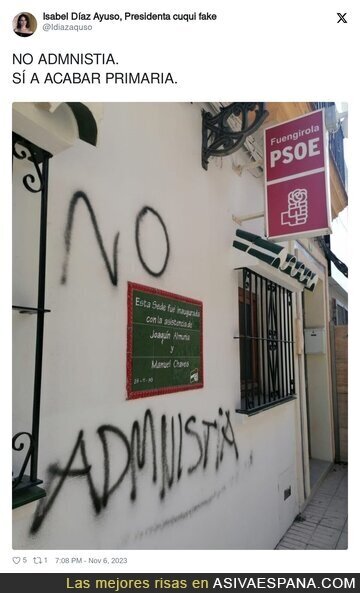 Isabel Díaz Ayuso, Presidenta cuqui fake
@Idiazaquso
X
NO ADMNISTIA.
SÍ A ACABAR PRIMARIA.
Fuengirola
PSOE
NO
Esta Sede fue inaugurada
con la asistencia de
Joaquín Almunia
y
Manuel Chaves
ADMNISTIA
5 1 7:08 PM - Nov 6, 2023
Las mejores risas en ASIVAESPANA.COM